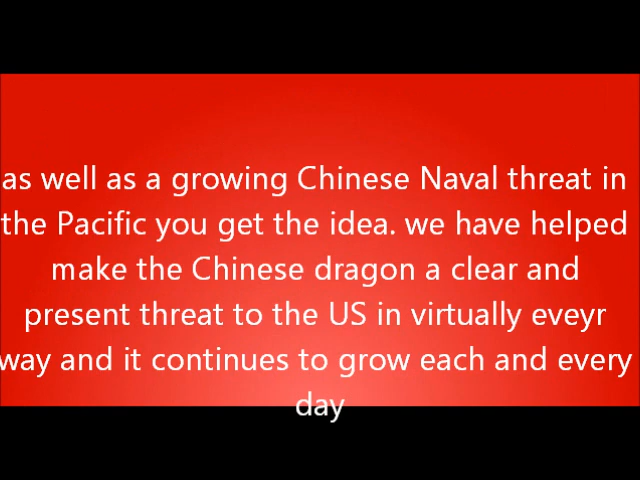 as well as a growing Chinese Naval threat in
the Pacific you get the idea. we have helped
make the Chinese dragon a clear and
present threat to the US in virtually eveyr
way and it continues to grow each and every
day